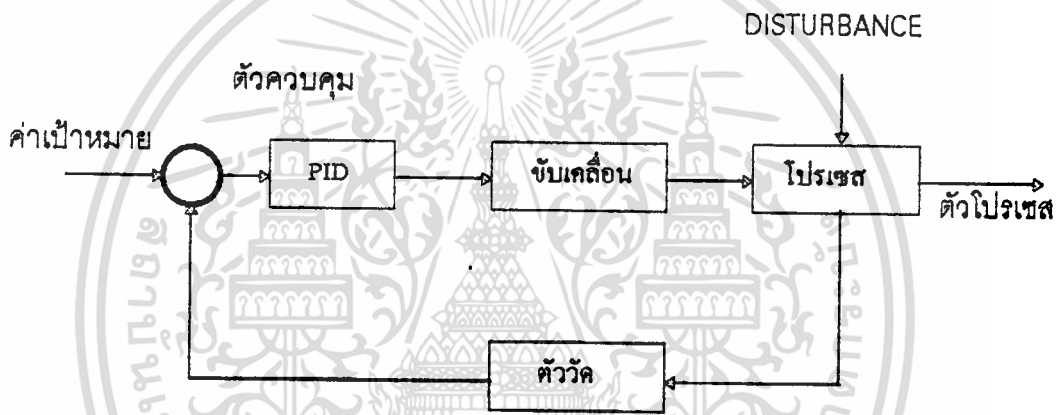 DISTURBANCE
ตัวควบคุม
ค่าเป้าหมาย
PID
ขับเคลื่อน
โปรเซส
ตัวโปรเซส
ตัววัด